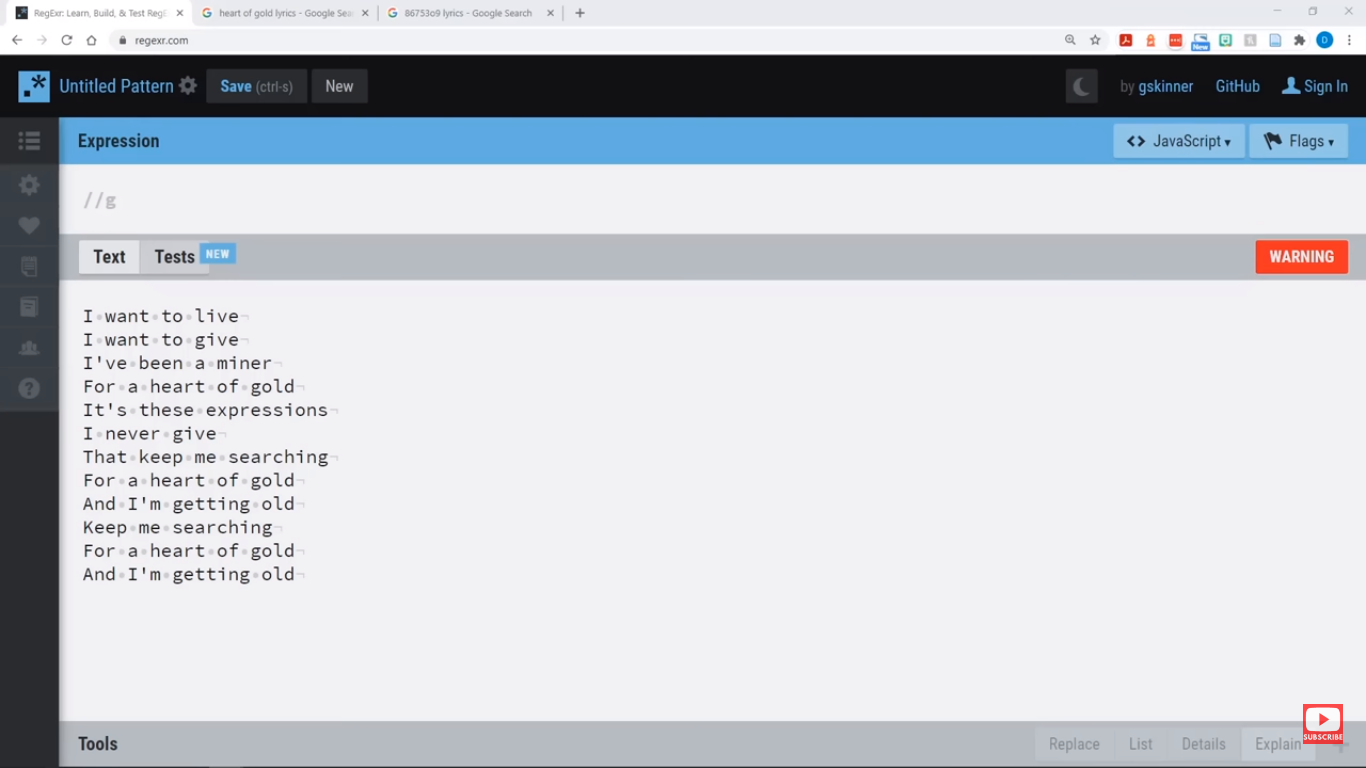 RegExr: Learn, Build, & Test RegE
heart of gold lyrics - Google Sea
86753o9 lyrics - Google Search
regexr.com
New
D
Untitled Pattern
Save (ctrl-s)
New
by gskinner
GitHub
Sign In
Expression
JavaScript
Flags
//g
Text
Tests
NEW
WARNING
I want to live
I want to give
I've been a miner
For a heart of gold
It's these expressions
I never give
That keep me searching
For a heart of gold
And I'm getting old
Keep me searching
For a heart of gold
And I'm getting old
SUBSCRIBE
Tools
Replace
List
Details
Explain